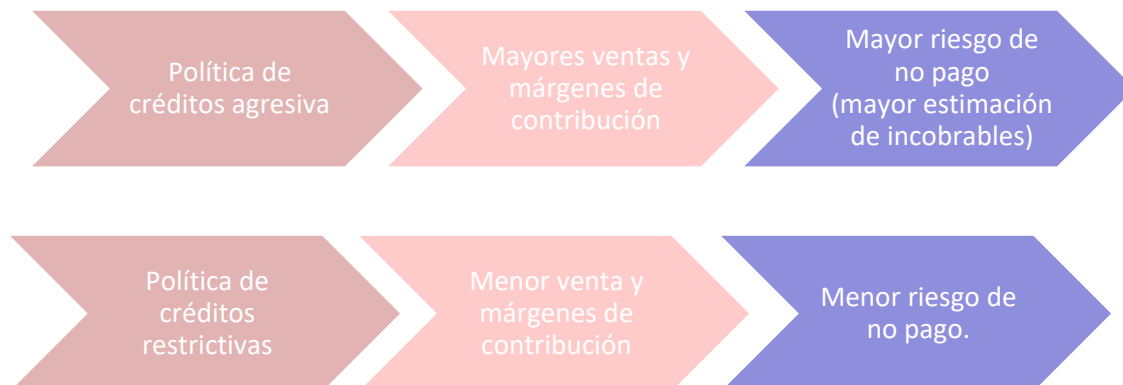 Política de
créditos agresiva
Mayores ventas y
márgenes de
contribución
Mayor riesgo de
no pago
(mayor estimación
de incobrables)
Política de
créditos
restrictivas
Menor venta y
márgenes de
contribución
Menor riesgo de
no pago.